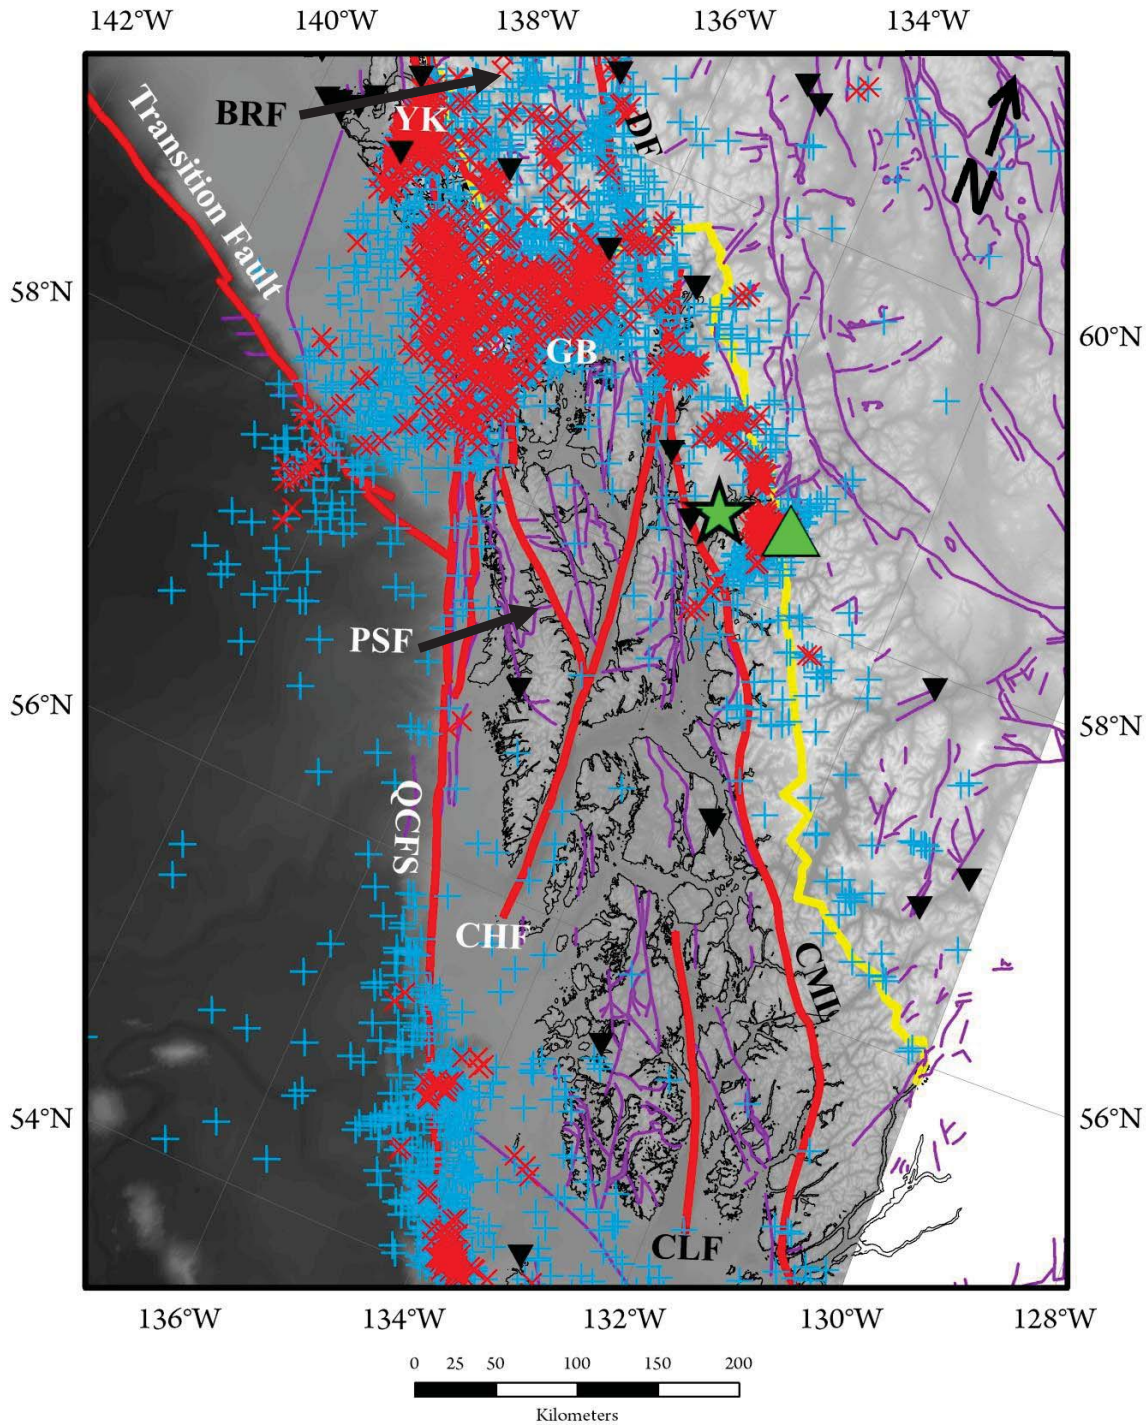 142°W 140°W 138°W 136°W 134°W
BRF
YK
DF
N
Transition Fault
58°N
60°N
GB
PSF
56°N
58°N
QCFS
CHF
CML
54°N
56°N
CLF
136°W 134°W 132°W 130°W 128°W
0 25 50 100 150 200
Kilometers